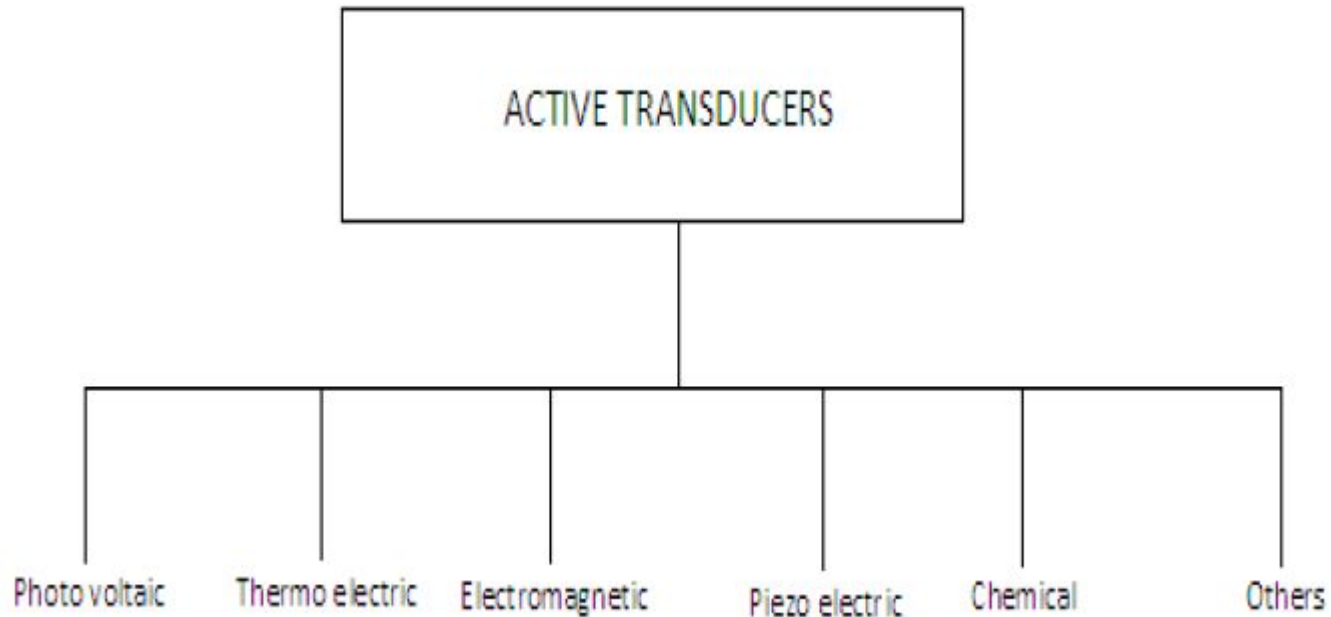 ACTIVE TRANSDUCERS
Photo voltaic
Thermo electric
Electromagnetic
Piezo electric
Chemical
Others